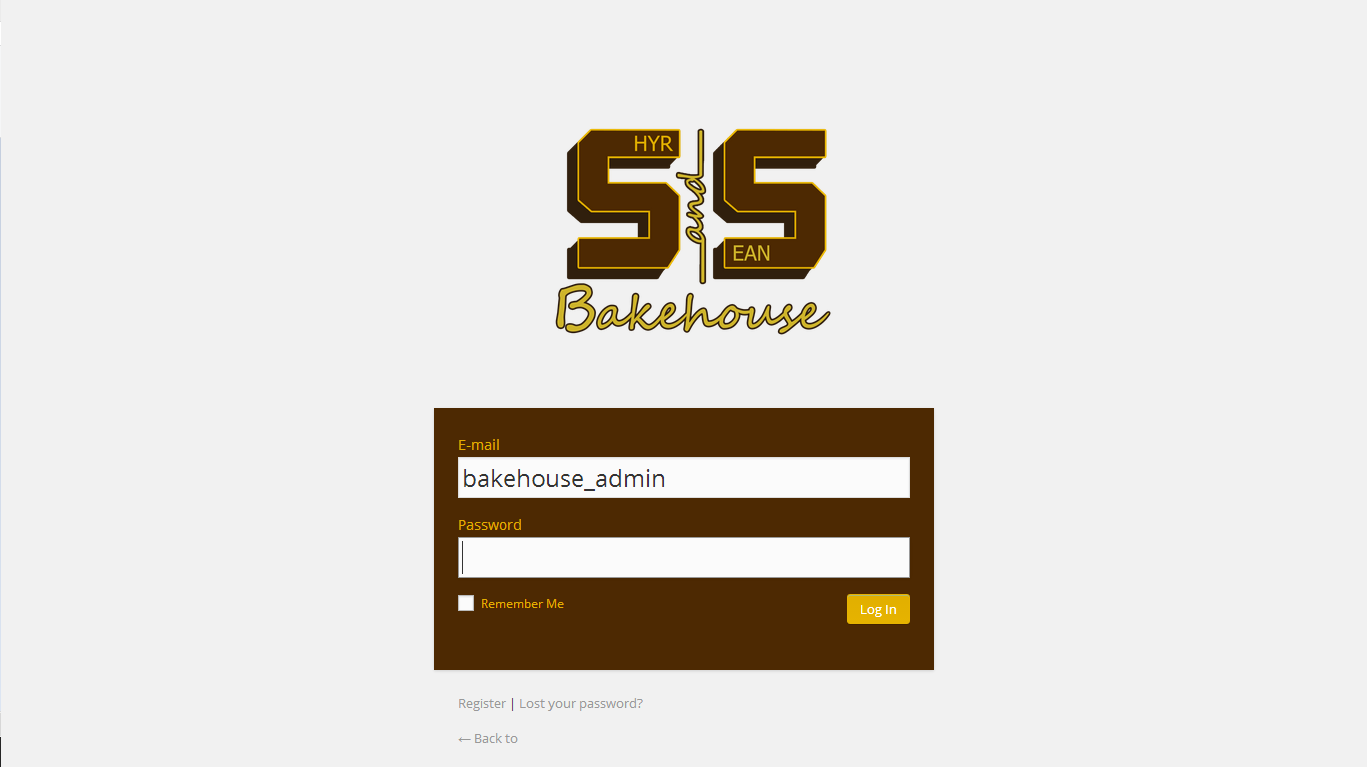 HYR
and
EAN
Bakehouse
E-mail
bakehouse_admin
Password
Remember Me
Log In
Register | Lost your password?
← Back to